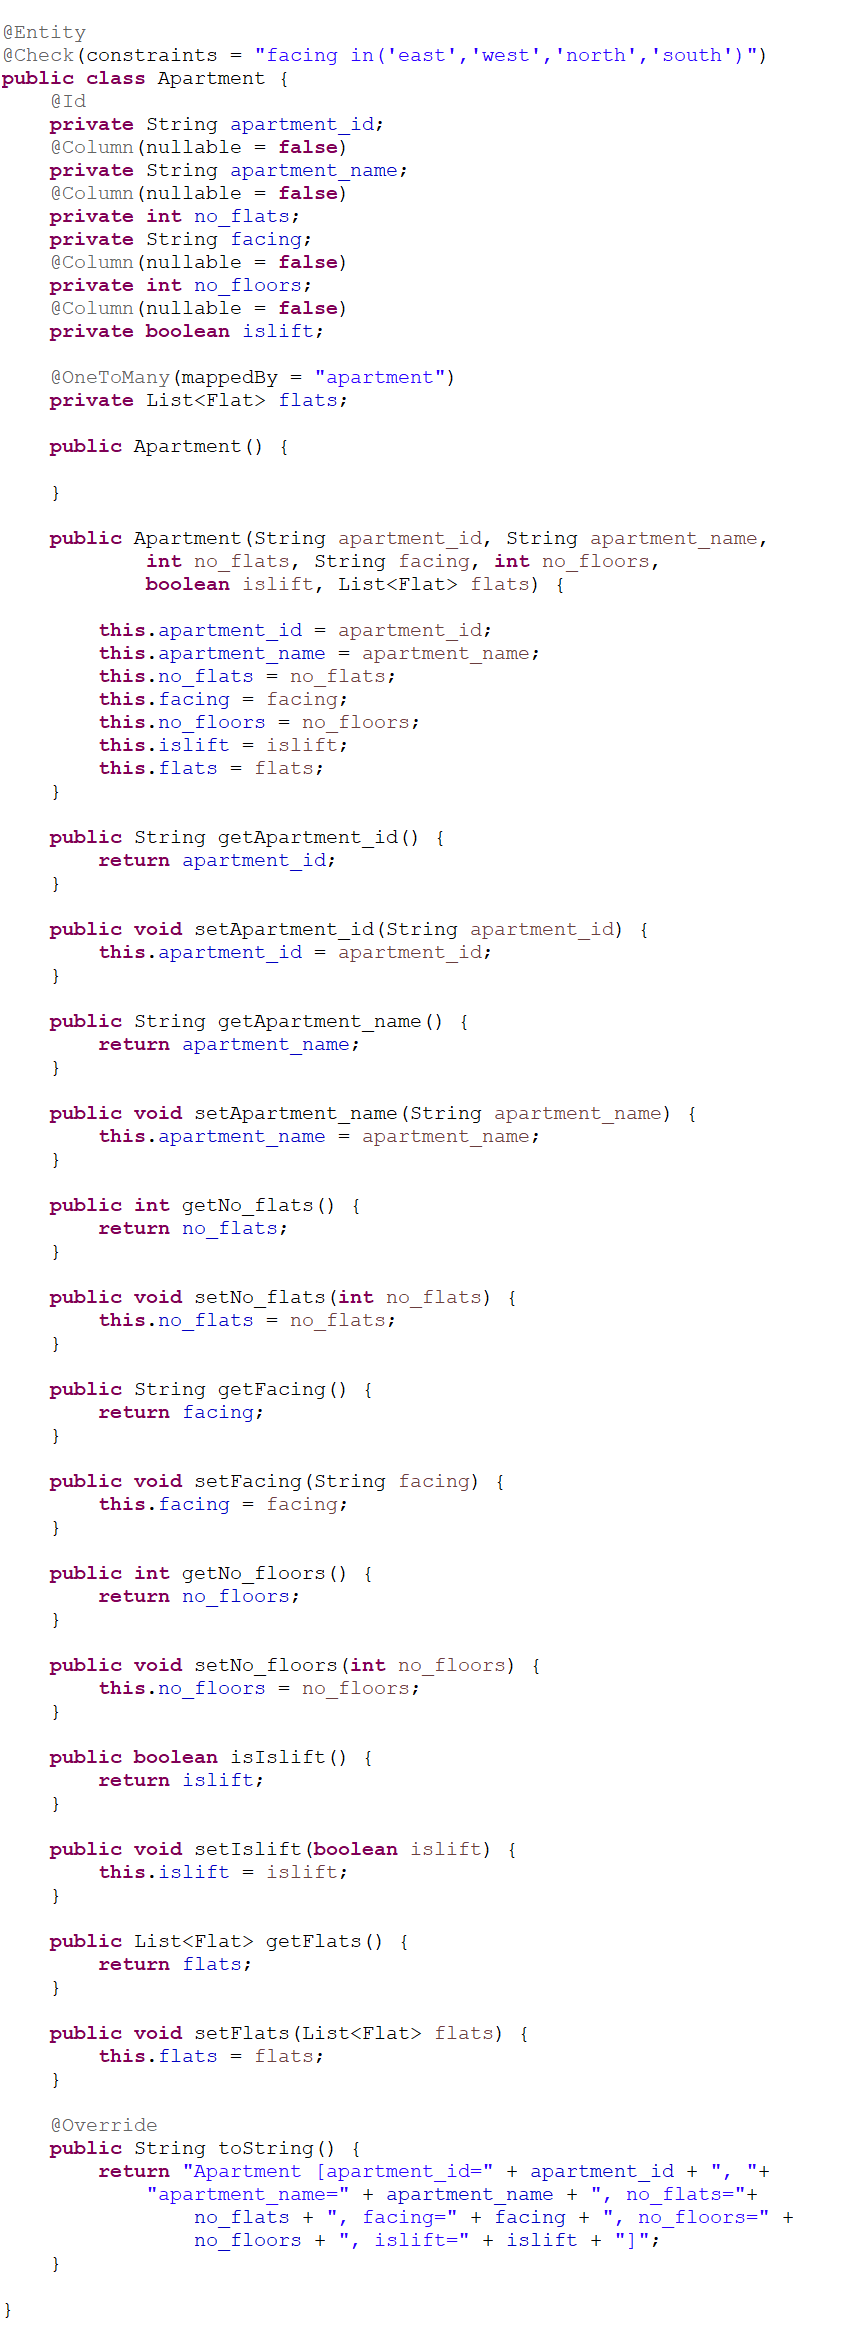 @Entity
@Check(constraints = "facing in('east','west','north','south')")
public class Apartment {
@Id
private String apartment_id;
@Column(nullable = false)
private String apartment_name;
@Column(nullable = false)
private int no_flats;
private String facing;
@Column(nullable = false)
private int no_floors;
@Column(nullable = false)
private boolean islift;
@OneToMany(mappedBy = "apartment")
private List<Flat> flats;
public Apartment() {
}
public Apartment(String apartment_id, String apartment_name,
int no_flats, String facing, int no_floors,
boolean islift, List<Flat> flats) {
this.apartment_id = apartment_id;
this.apartment_name = apartment_name;
this.no_flats = no_flats;
this.facing = facing;
this.no_floors = no_floors;
this.islift = islift;
this.flats = flats;
}
public String getApartment_id() {
return apartment_id;
}
public void setApartment_id(String apartment_id) {
this.apartment_id = apartment_id;
}
public String getApartment_name() {
return apartment_name;
}
public void setApartment_name(String apartment_name) {
this.apartment_name = apartment_name;
}
public int getNo_flats() {
return no_flats;
}
public void setNo_flats(int no_flats) {
this.no_flats = no_flats;
}
public String getFacing() {
return facing;
}
public void setFacing(String facing) {
this.facing = facing;
}
public int getNo_floors() {
return no_floors;
}
public void setNo_floors(int no_floors) {
this.no_floors = no_floors;
}
public boolean isIslift() {
return islift;
}
public void setIslift(boolean islift) {
this.islift = islift;
}
public List<Flat> getFlats() {
return flats;
}
public void setFlats(List<Flat> flats) {
this.flats = flats;
}
@Override
public String toString() {
return "Apartment [apartment_id=" + apartment_id + ", "+
"apartment_name=" + apartment_name + ", no_flats="+
no_flats + ", facing=" + facing + ", no_floors=" +
no_floors + ", islift=" + islift + "]";
}
}